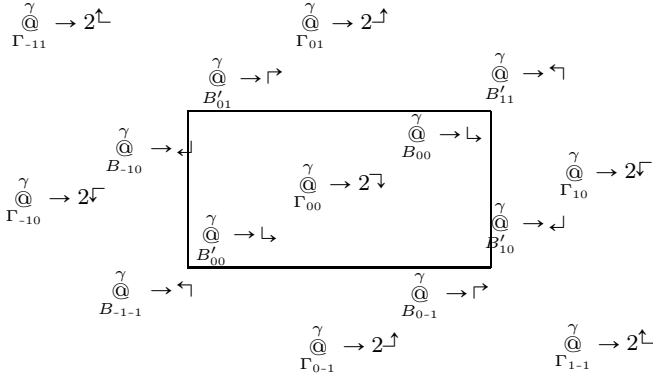 γ
@ → 2⬑
Γ-11
γ
@ → 2⬏
Γ01
γ
@ → ↱
B′01
γ
@ → ↰
B′11
γ
@ → ↲
B-10
γ
@ → ↳
B00
γ
@ → 2⬐
Γ-10
γ
@ → 2⬎
Γ00
γ
@ → 2⬐
Γ10
γ
@ → ↳
B′00
γ
@ → ↲
B′10
γ
@ → ↰
B-1-1
γ
@ → ↱
B0-1
γ
@ → 2⬏
Γ0-1
γ
@ → 2⬑
Γ1-1